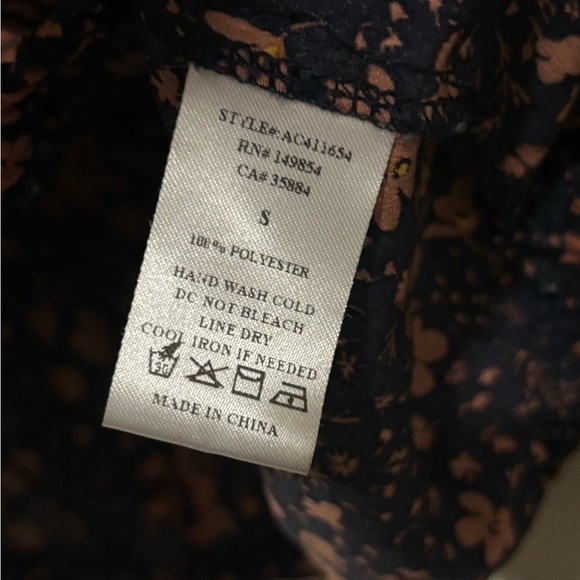 STYLE#:AC411654
RN# 149854
CA# 35884
S
100% POLYESTER
HAND WASH COLD
DO NOT BLEACH
LINE DRY
COOL IRON IF NEEDED
30
MADE IN CHINA